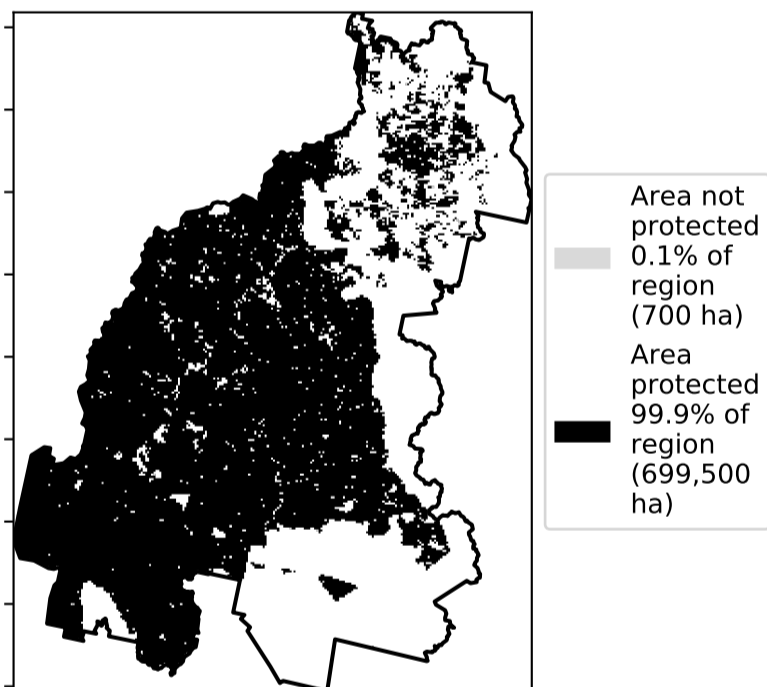 Area not
protected
0.1% of
region
(700 ha)
Area
protected
99.9% of
region
(699,500
ha)